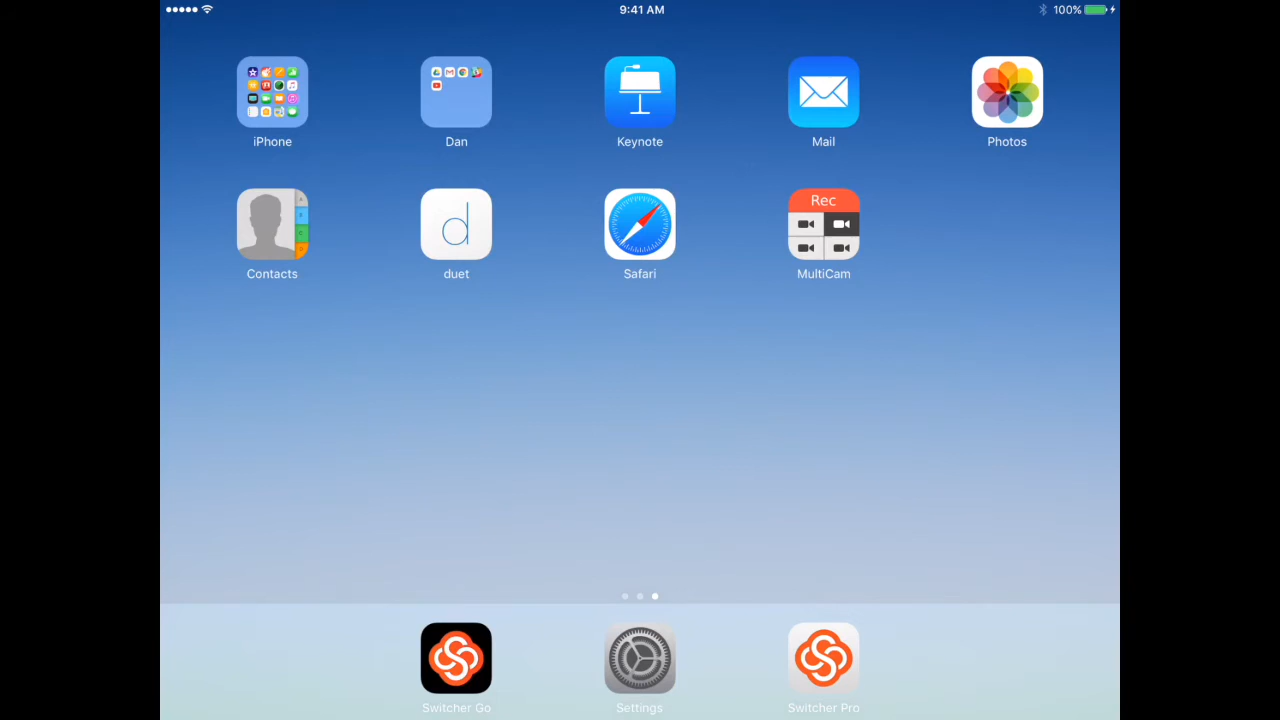 9:41 AM
100%
iPhone
Dan
Keynote
Mail
Photos
Contacts
d
duet
Safari
Rec
MultiCam
Switcher Go
Settings
Switcher Pro